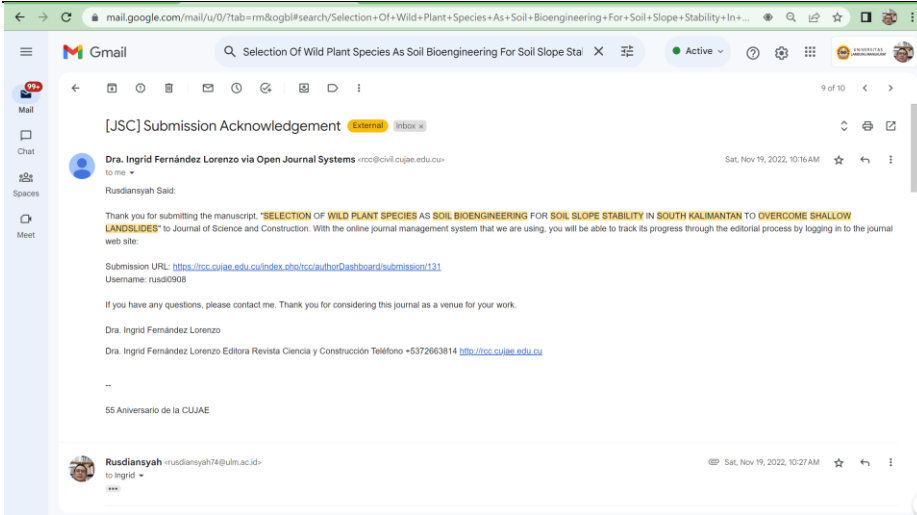 mail.google.com/mail/u/0/?tab=rm&ogbl#search/Selection+Of+Wild+Plant+Species+As+Soil+Bioengineering+For+Soil+Slope+Stability+In+...
Gmail
Selection Of Wild Plant Species As Soil Bioengineering For Soil Slope Stal
Active
UNIVERSITAS
LAMBUNG MANGKURAT
99+
Mail
Chat
Spaces
Meet
9 of 10
[JSC] Submission Acknowledgement External Inbox x
Dra. Ingrid Fernández Lorenzo via Open Journal Systems <rcc@civil.cujae.edu.cu> Sat, Nov 19, 2022, 10:16 AM
to me
Rusdiansyah Said:
Thank you for submitting the manuscript, "SELECTION OF WILD PLANT SPECIES AS SOIL BIOENGINEERING FOR SOIL SLOPE STABILITY IN SOUTH KALIMANTAN TO OVERCOME SHALLOW
LANDSLIDES" to Journal of Science and Construction. With the online journal management system that we are using, you will be able to track its progress through the editorial process by logging in to the journal
web site:
Submission URL: https://rcc.cujae.edu.cu/index.php/rcc/authorDashboard/submission/131
Username: rusdi0908
If you have any questions, please contact me. Thank you for considering this journal as a venue for your work.
Dra. Ingrid Fernández Lorenzo
Dra. Ingrid Fernández Lorenzo Editora Revista Ciencia y Construcción Teléfono +5372663814 http://rcc.cujae.edu.cu
--
55 Aniversario de la CUJAE
Rusdiansyah <rusdiansyah74@ulm.ac.id> Sat, Nov 19, 2022, 10:27 AM
to Ingrid